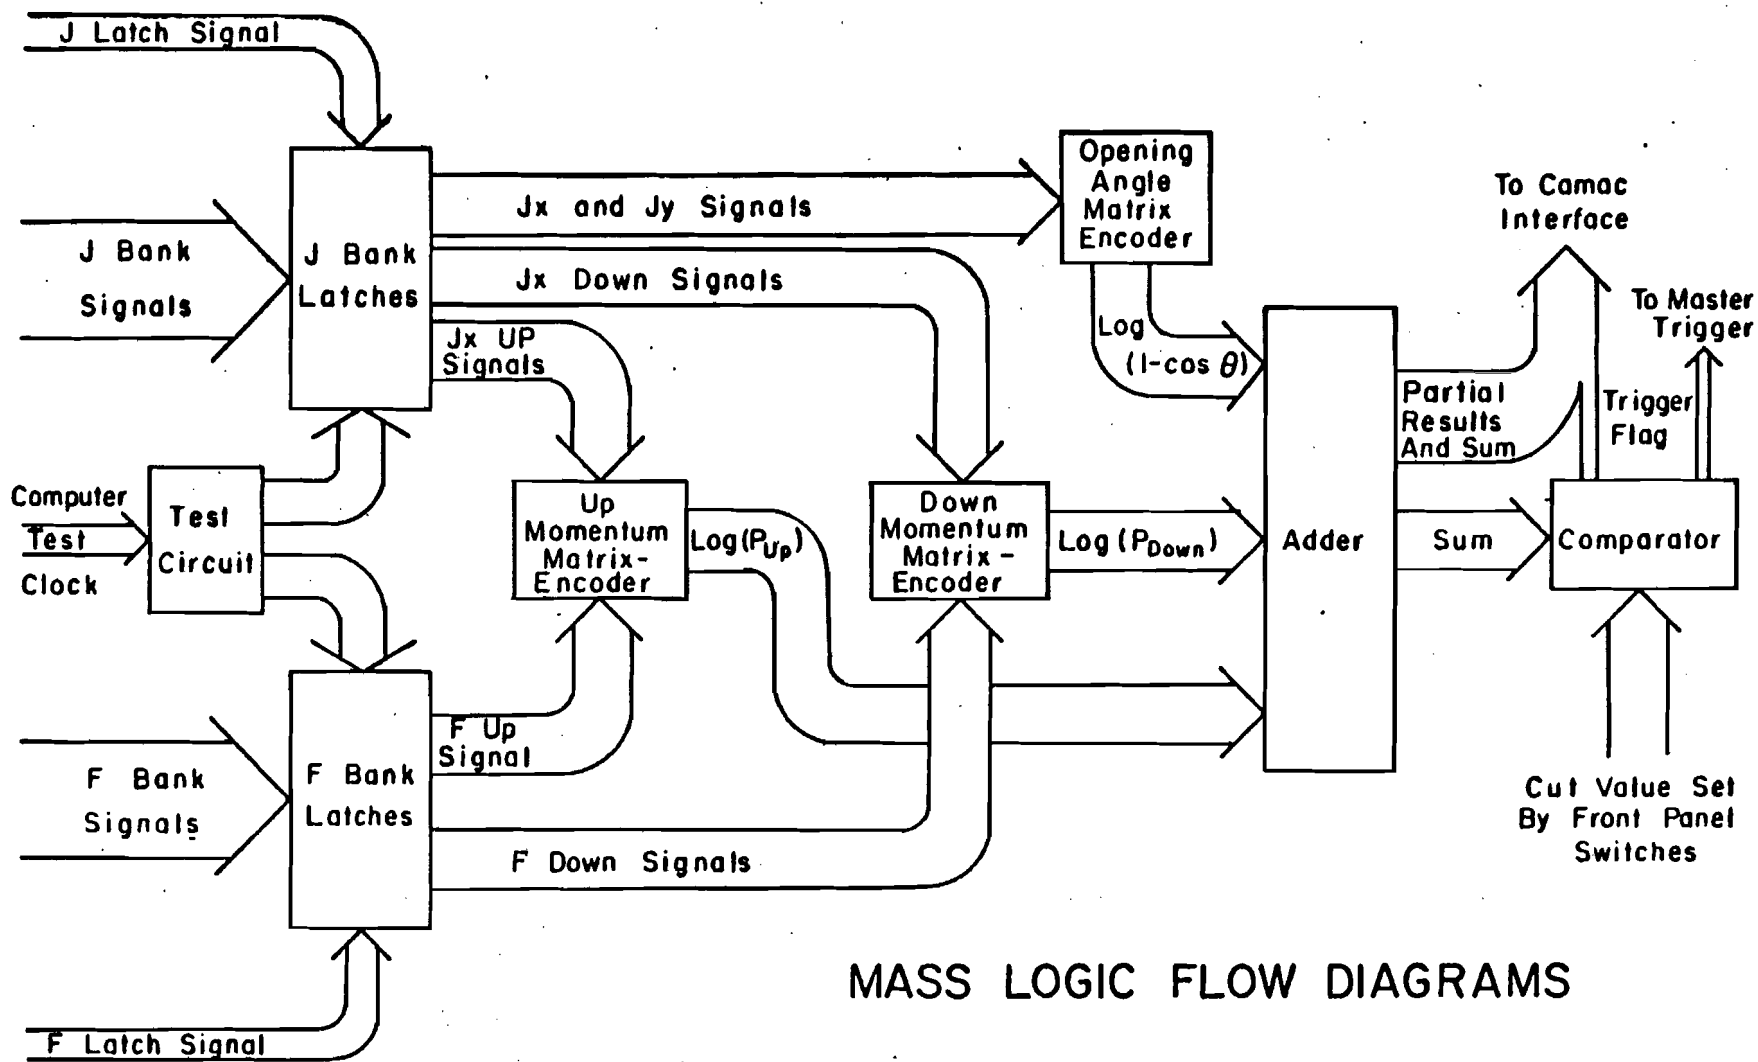 J Latch Signal
J Bank
Signals
J Bank
Latches
Jx and Jy Signals
Jx Down Signals
Jx UP
Signals
Opening
Angle
Matrix
Encoder
Log
(1-cos θ)
To Camac
Interface
To Master
Trigger
Partial
Results
And Sum
Trigger
Flag
Computer
Test
Clock
Test
Circuit
Up
Momentum
Matrix-
Encoder
Log(PUp)
Down
Momentum
Matrix-
Encoder
Log(PDown)
Adder
Sum
Comparator
F Bank
Signals
F Bank
Latches
F Up
Signal
F Down Signals
Cut Value Set
By Front Panel
Switches
F Latch Signal
MASS LOGIC FLOW DIAGRAMS